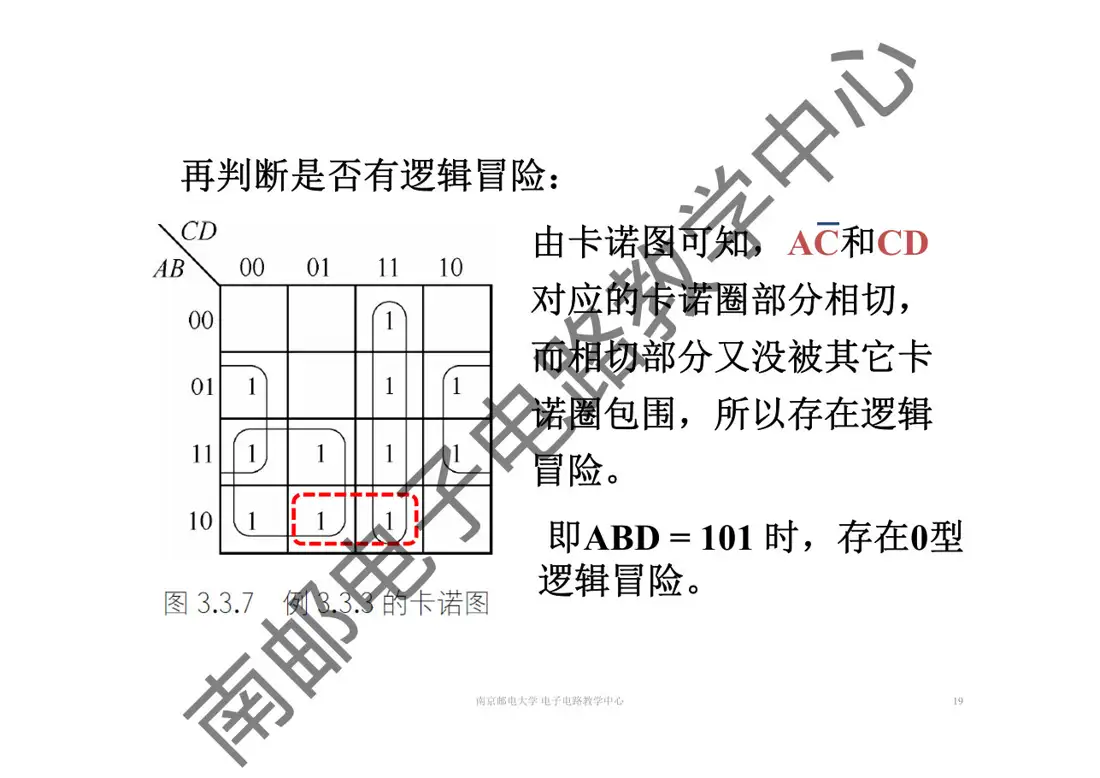 再判断是否有逻辑冒险：
CD
AB 00 01 11 10
00 1
01 1 1 1
11 1 1 1 1
10 1 1 1
图 3.3.7 例 3.3.3 的卡诺图
由卡诺图可知，AC̅和CD
对应的卡诺圈部分相切，
而相切部分又没被其它卡
诺圈包围，所以存在逻辑
冒险。
即ABD = 101 时，存在0型
逻辑冒险。
南邮电子电路教学中心
南京邮电大学 电子电路教学中心
19